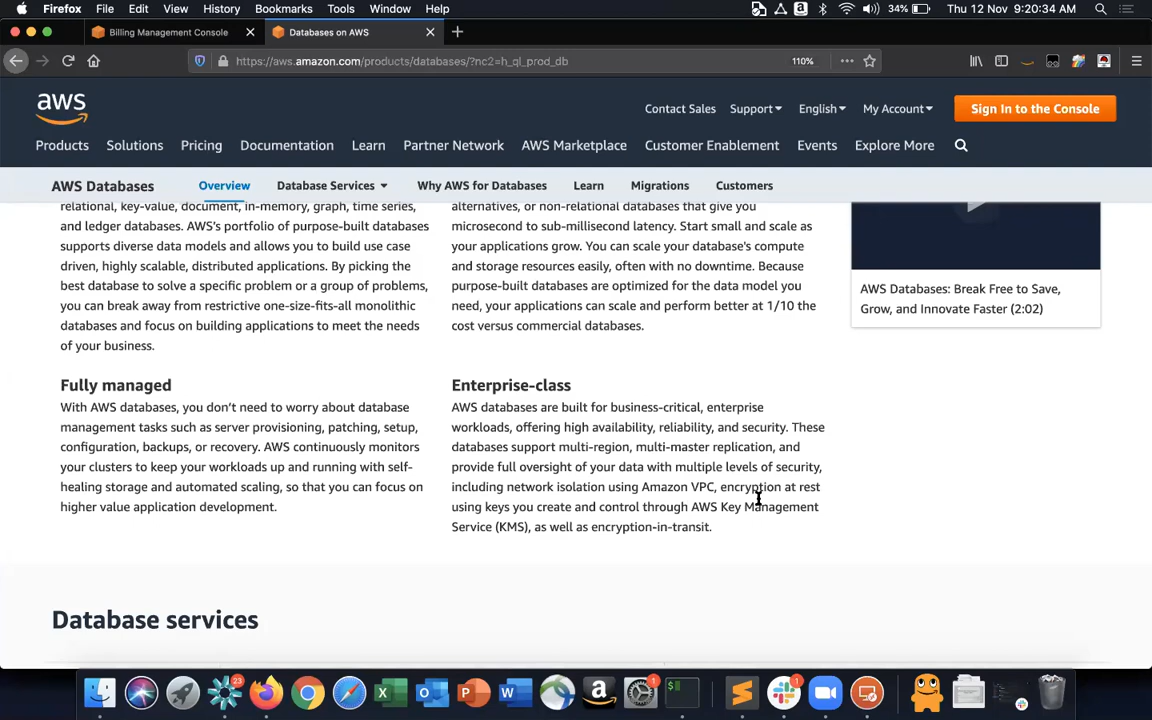 Firefox File Edit View History Bookmarks Tools Window Help
34% Thu 12 Nov 9:20:34 AM
Billing Management Console
Databases on AWS
https://aws.amazon.com/products/databases/?nc2=h_ql_prod_db
110%
aws
Contact Sales Support English My Account Sign In to the Console
Products Solutions Pricing Documentation Learn Partner Network AWS Marketplace Customer Enablement Events Explore More
AWS Databases Overview Database Services Why AWS for Databases Learn Migrations Customers
relational, key-value, document, in-memory, graph, time series,
and ledger databases. AWS's portfolio of purpose-built databases
supports diverse data models and allows you to build use case
driven, highly scalable, distributed applications. By picking the
best database to solve a specific problem or a group of problems,
you can break away from restrictive one-size-fits-all monolithic
databases and focus on building applications to meet the needs
of your business.
alternatives, or non-relational databases that give you
microsecond to sub-millisecond latency. Start small and scale as
your applications grow. You can scale your database's compute
and storage resources easily, often with no downtime. Because
purpose-built databases are optimized for the data model you
need, your applications can scale and perform better at 1/10 the
cost versus commercial databases.
AWS Databases: Break Free to Save,
Grow, and Innovate Faster (2:02)
Fully managed
With AWS databases, you don't need to worry about database
management tasks such as server provisioning, patching, setup,
configuration, backups, or recovery. AWS continuously monitors
your clusters to keep your workloads up and running with self-
healing storage and automated scaling, so that you can focus on
higher value application development.
Enterprise-class
AWS databases are built for business-critical, enterprise
workloads, offering high availability, reliability, and security. These
databases support multi-region, multi-master replication, and
provide full oversight of your data with multiple levels of security,
including network isolation using Amazon VPC, encryption at rest
using keys you create and control through AWS Key Management
Service (KMS), as well as encryption-in-transit.
Database services
23
1
1